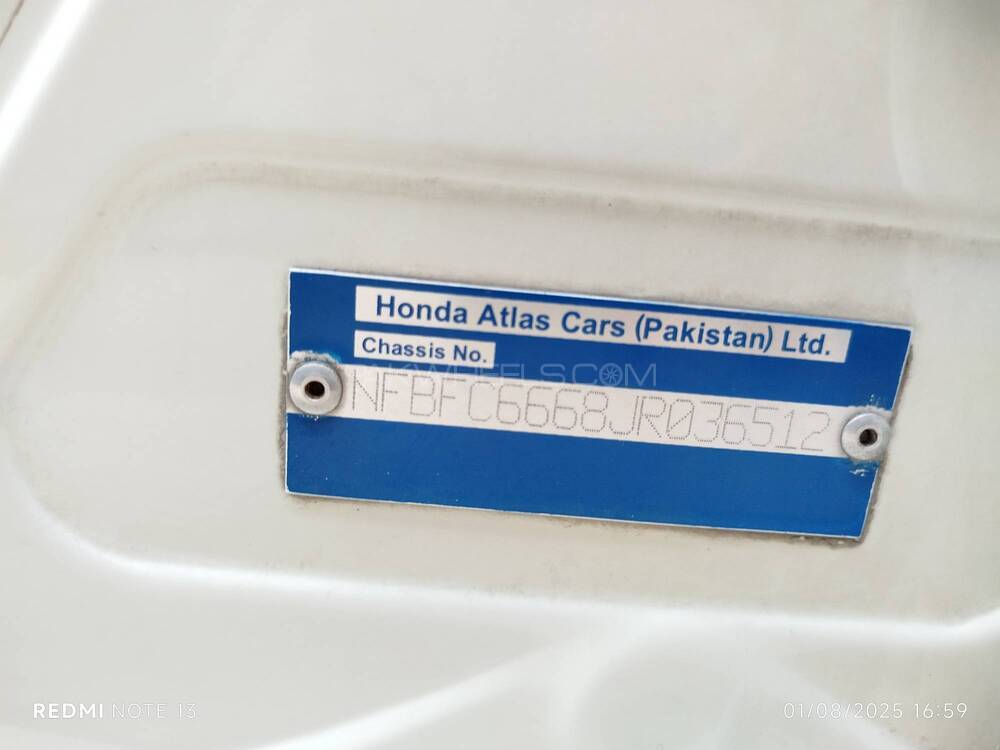 Honda Atlas Cars (Pakistan) Ltd.
Chassis No.
PAKWHEELS.COM
NFBFC6668JR036512
REDMI NOTE 13
01/08/2025 16:59